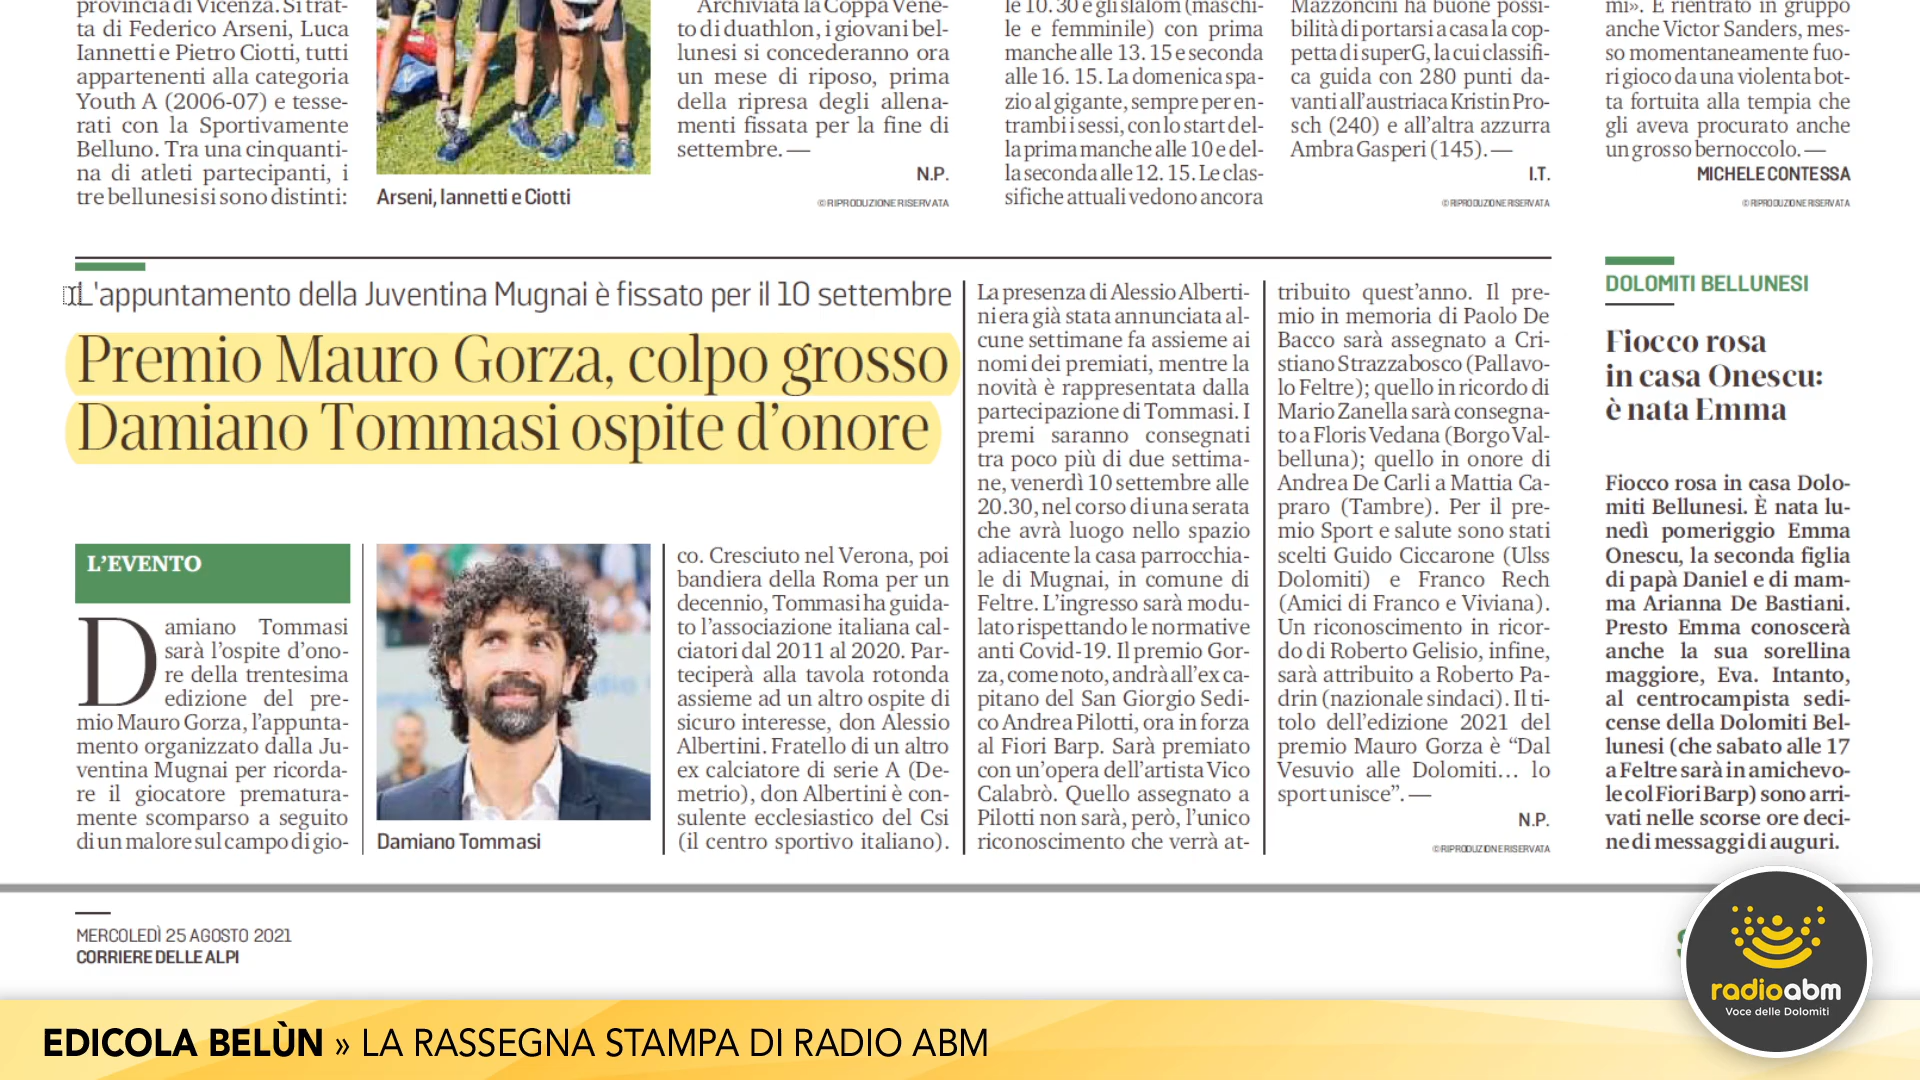 provincia di Vicenza. Si trat-
ta di Federico Arseni, Luca
Iannetti e Pietro Ciotti, tutti
appartenenti alla categoria
Youth A (2006-07) e tesse-
rati con la Sportivamente
Belluno. Tra una cinquanti-
na di atleti partecipanti, i
tre bellunesi si sono distinti:
Arseni, Iannetti e Ciotti
Archiviata la Coppa Vene-
to di duathlon, i giovani bel-
lunesi si concederanno ora
un mese di riposo, prima
della ripresa degli allena-
menti fissata per la fine di
settembre. —
N.P.
©RIPRODUZIONE RISERVATA
le 10.30 e gli slalom (maschi-
le e femminile) con prima
manche alle 13.15 e seconda
alle 16.15. La domenica spa-
zio al gigante, sempre per en-
trambi i sessi, con lo start del-
la prima manche alle 10 e del-
la seconda alle 12.15. Le clas-
sifiche attuali vedono ancora
Mazzoncini ha buone possi-
bilità di portarsi a casa la cop-
petta di superG, la cui classifi-
ca guida con 280 punti da-
vanti all'austriaca Kristin Pro-
sch (240) e all'altra azzurra
Ambra Gasperi (145). —
I.T.
©RIPRODUZIONE RISERVATA
mi». È rientrato in gruppo
anche Victor Sanders, mes-
so momentaneamente fuo-
ri gioco da una violenta bot-
ta fortuita alla tempia che
gli aveva procurato anche
un grosso bernoccolo. —
MICHELE CONTESSA
©RIPRODUZIONE RISERVATA
L'appuntamento della Juventina Mugnai è fissato per il 10 settembre
Premio Mauro Gorza, colpo grosso
Damiano Tommasi ospite d'onore
L'EVENTO
Damiano Tommasi
sarà l'ospite d'ono-
re della trentesima
edizione del pre-
mio Mauro Gorza, l'appunta-
mento organizzato dalla Ju-
ventina Mugnai per ricorda-
re il giocatore prematura-
mente scomparso a seguito
di un malore sul campo di gio-
Damiano Tommasi
co. Cresciuto nel Verona, poi
bandiera della Roma per un
decennio, Tommasi ha guida-
to l'associazione italiana cal-
ciatori dal 2011 al 2020. Par-
teciperà alla tavola rotonda
assieme ad un altro ospite di
sicuro interesse, don Alessio
Albertini. Fratello di un altro
ex calciatore di serie A (De-
metrio), don Albertini è con-
sulente ecclesiastico del Csi
(il centro sportivo italiano).
La presenza di Alessio Alberti-
ni era già stata annunciata al-
cune settimane fa assieme ai
nomi dei premiati, mentre la
novità è rappresentata dalla
partecipazione di Tommasi. I
premi saranno consegnati
tra poco più di due settima-
ne, venerdì 10 settembre alle
20.30, nel corso di una serata
che avrà luogo nello spazio
adiacente la casa parrocchia-
le di Mugnai, in comune di
Feltre. L'ingresso sarà modu-
lato rispettando le normative
anti Covid-19. Il premio Gor-
za, come noto, andrà all'ex ca-
pitano del San Giorgio Sedi-
co Andrea Pilotti, ora in forza
al Fiori Barp. Sarà premiato
con un'opera dell'artista Vico
Calabrò. Quello assegnato a
Pilotti non sarà, però, l'unico
riconoscimento che verrà at-
tribuito quest'anno. Il pre-
mio in memoria di Paolo De
Bacco sarà assegnato a Cri-
stiano Strazzabosco (Pallavo-
lo Feltre); quello in ricordo di
Mario Zanella sarà consegna-
to a Floris Vedana (Borgo Val-
belluna); quello in onore di
Andrea De Carli a Mattia Ca-
praro (Tambre). Per il pre-
mio Sport e salute sono stati
scelti Guido Ciccarone (Ulss
Dolomiti) e Franco Rech
(Amici di Franco e Viviana).
Un riconoscimento in ricor-
do di Roberto Gelisio, infine,
sarà attribuito a Roberto Pa-
drin (nazionale sindaci). Il ti-
tolo dell'edizione 2021 del
premio Mauro Gorza è “Dal
Vesuvio alle Dolomiti... lo
sport unisce”. —
N.P.
©RIPRODUZIONE RISERVATA
DOLOMITI BELLUNESI
Fiocco rosa
in casa Onescu:
è nata Emma
Fiocco rosa in casa Dolo-
miti Bellunesi. È nata lu-
nedì pomeriggio Emma
Onescu, la seconda figlia
di papà Daniel e di mam-
ma Arianna De Bastiani.
Presto Emma conoscerà
anche la sua sorellina
maggiore, Eva. Intanto,
al centrocampista sedi-
cense della Dolomiti Bel-
lunesi (che sabato alle 17
a Feltre sarà in amichevo-
le col Fiori Barp) sono arri-
vati nelle scorse ore deci-
ne di messaggi di auguri.
MERCOLEDÌ 25 AGOSTO 2021
CORRIERE DELLE ALPI
radioabm
Voce delle Dolomiti
EDICOLA BELÙN » LA RASSEGNA STAMPA DI RADIO ABM